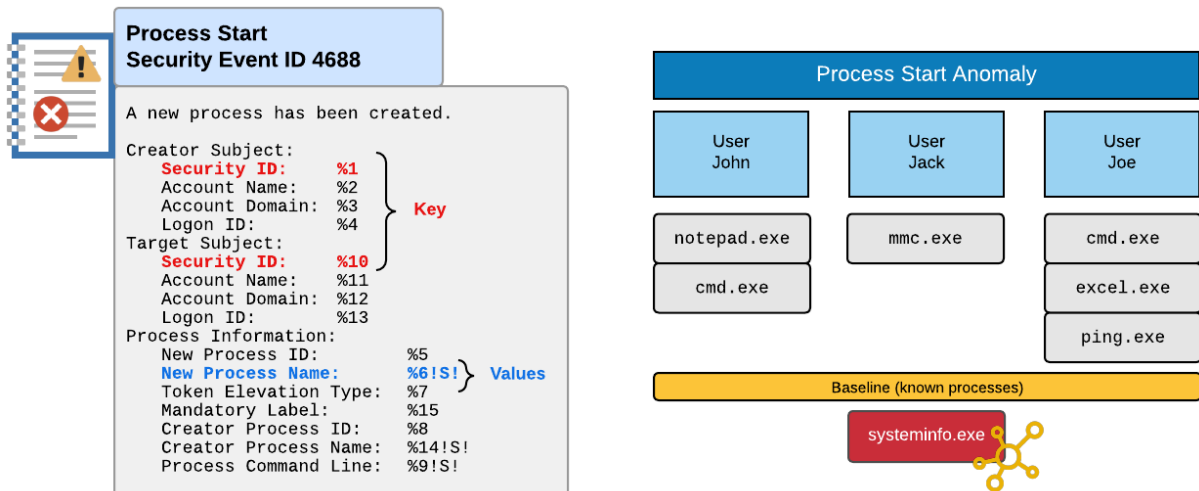 Process Start
Security Event ID 4688
A new process has been created.
Creator Subject:
Security ID: %1
Account Name: %2
Account Domain: %3
Logon ID: %4
Key
Target Subject:
Security ID: %10
Account Name: %11
Account Domain: %12
Logon ID: %13
Process Information:
New Process ID: %5
New Process Name: %6!S!
Values
Token Elevation Type: %7
Mandatory Label: %15
Creator Process ID: %8
Creator Process Name: %14!S!
Process Command Line: %9!S!
Process Start Anomaly
User
John
User
Jack
User
Joe
notepad.exe
mmc.exe
cmd.exe
cmd.exe
excel.exe
ping.exe
Baseline (known processes)
systeminfo.exe